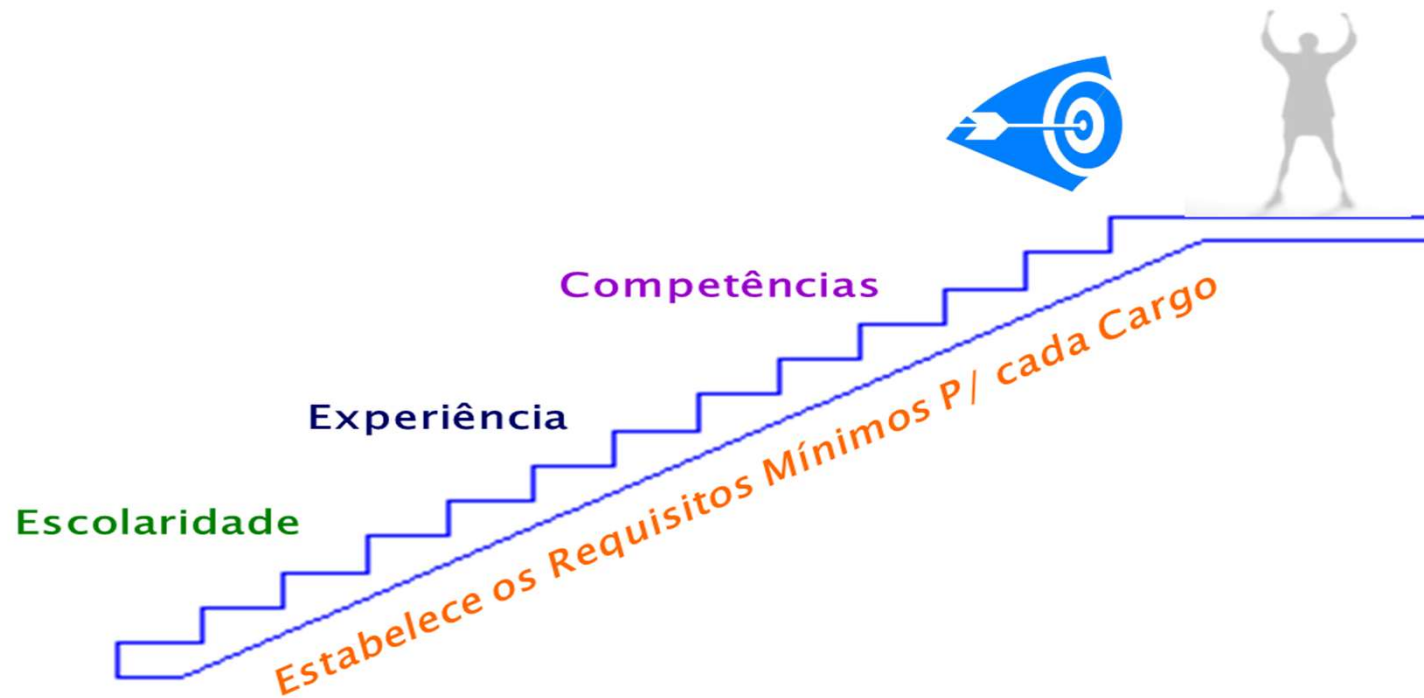 Competências
Experiência
Escolaridade
Estabelece os Requisitos Mínimos P/ cada Cargo